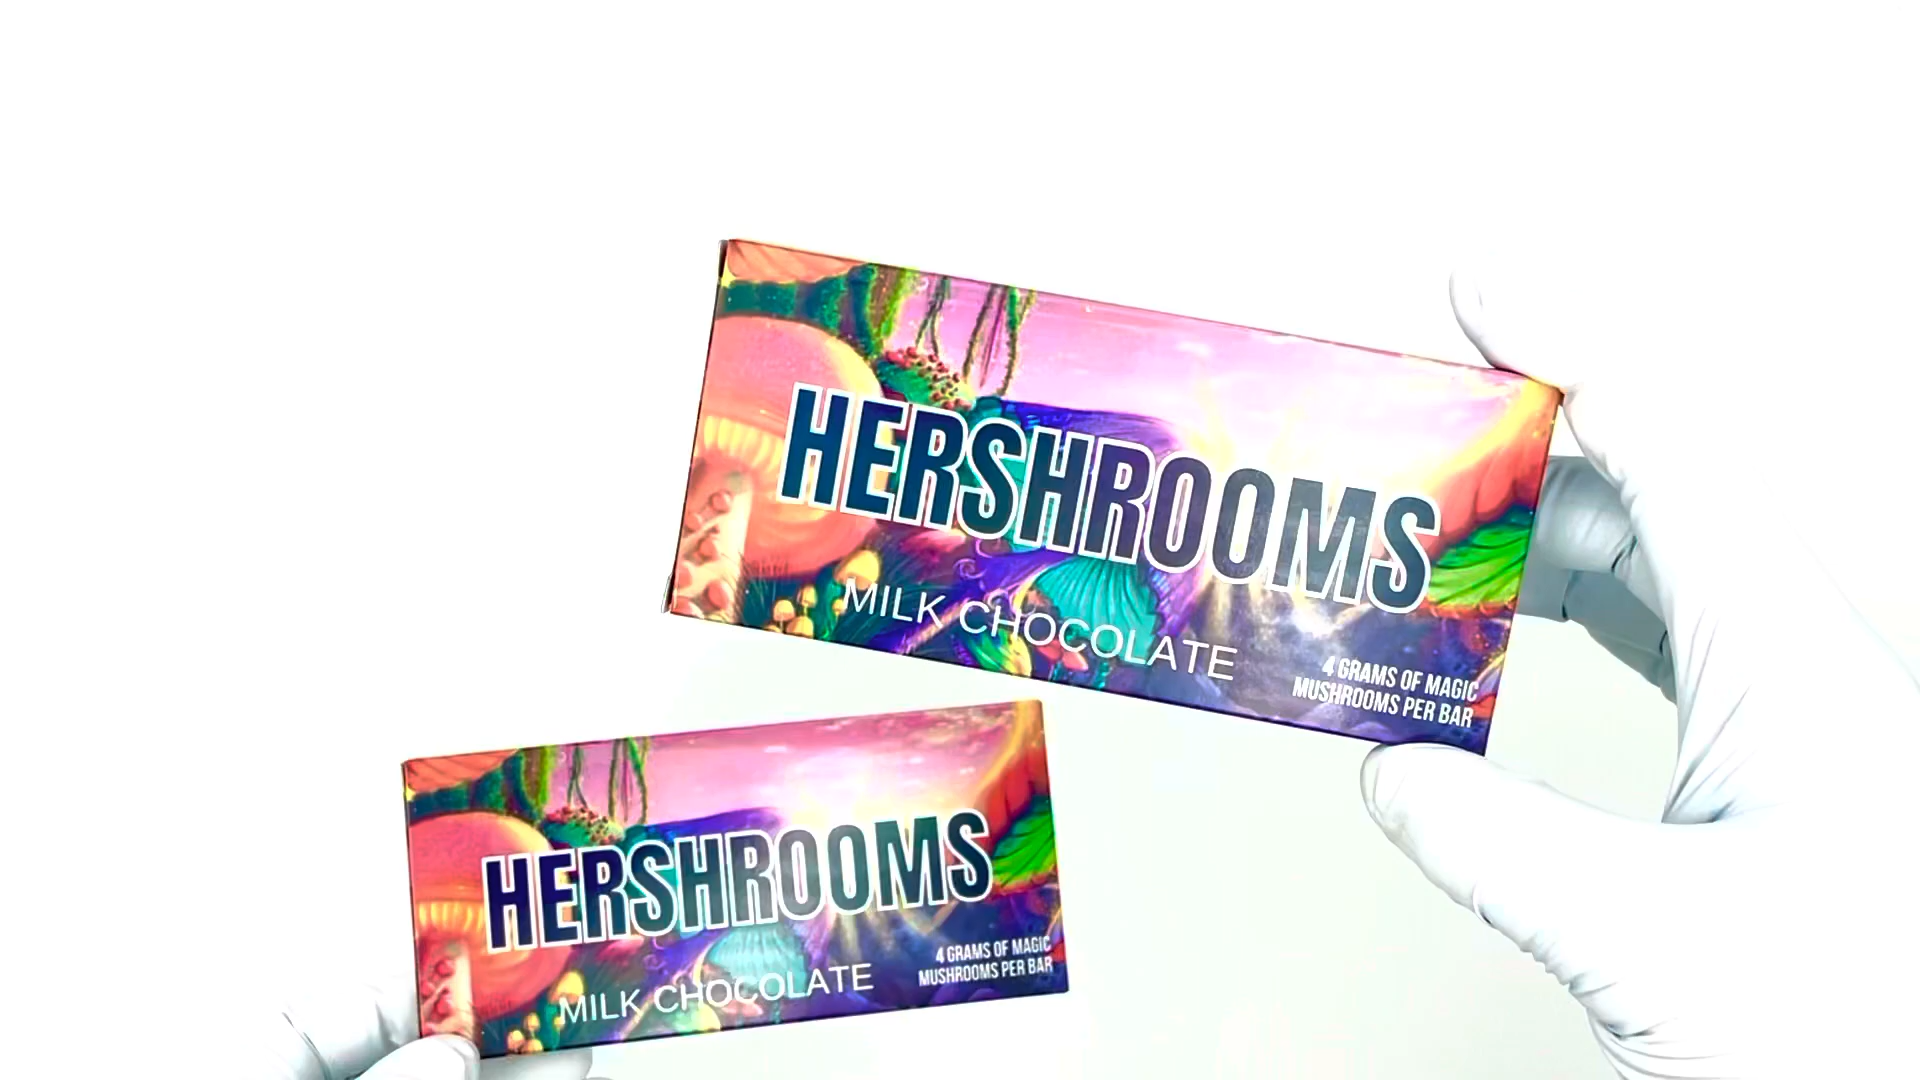 HERSHROOMS
MILK CHOCOLATE
4 GRAMS OF MAGIC
MUSHROOMS PER BAR
HERSHROOMS
MILK CHOCOLATE
4 GRAMS OF MAGIC
MUSHROOMS PER BAR